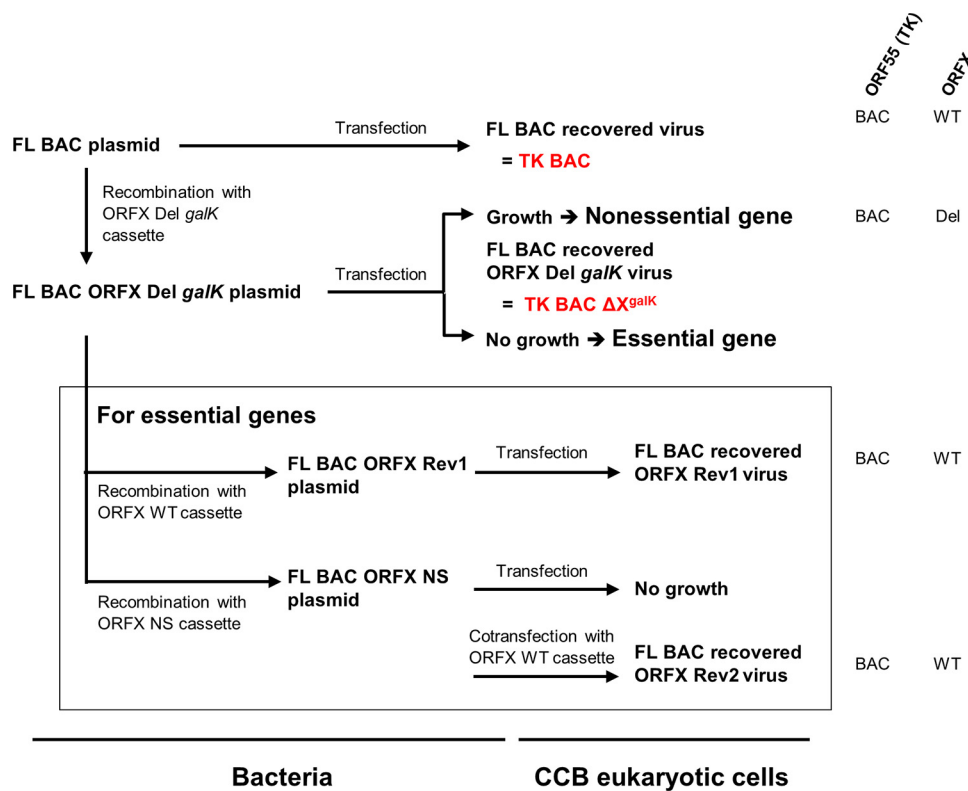 ORF55 (TK)
ORFX
BAC WT
Transfection
FL BAC recovered virus
FL BAC plasmid
= TK BAC
Recombination with
ORFX Del galK
cassette
Growth ➔ Nonessential gene
BAC Del
FL BAC recovered
ORFX Del galK virus
Transfection
FL BAC ORFX Del galK plasmid
= TK BAC ΔX^galK
No growth ➔ Essential gene
For essential genes
FL BAC ORFX Rev1
plasmid
Transfection
FL BAC recovered
ORFX Rev1 virus
BAC WT
Recombination with
ORFX WT cassette
FL BAC ORFX NS
plasmid
Transfection
No growth
Recombination with
ORFX NS cassette
Cotransfection with
ORFX WT cassette
FL BAC recovered
ORFX Rev2 virus
BAC WT
Bacteria
CCB eukaryotic cells